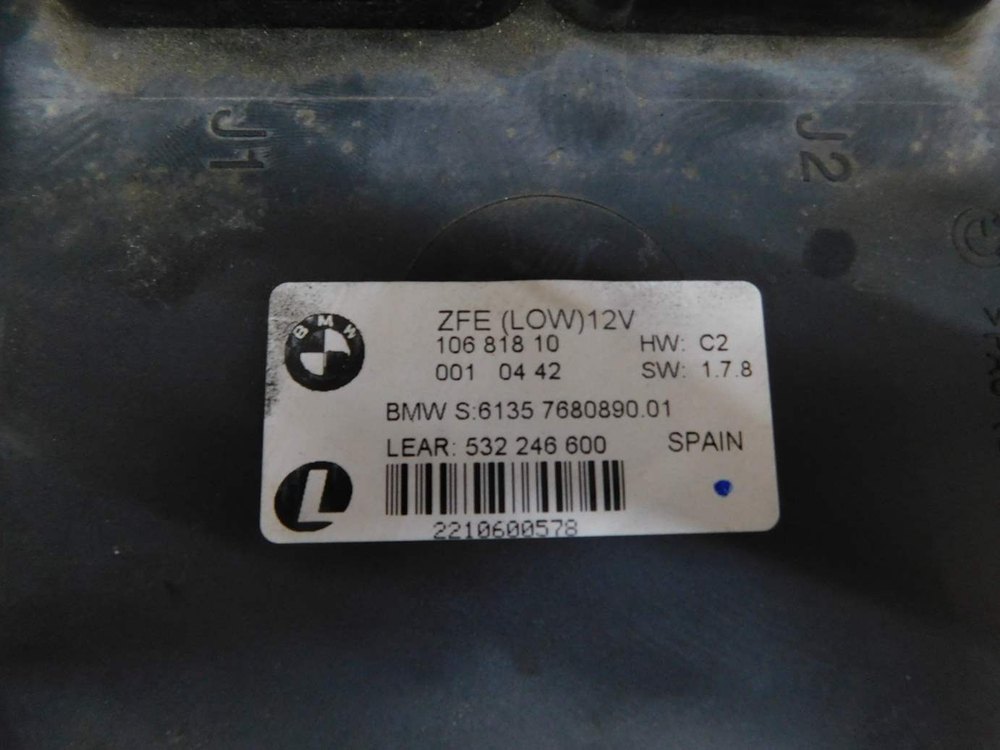 J1
J2
BMW
ZFE (LOW)12V
106 818 10 HW: C2
001 04 42 SW: 1.7.8
BMW S:6135 7680890.01
LEAR: 532 246 600 SPAIN
L
2210600578